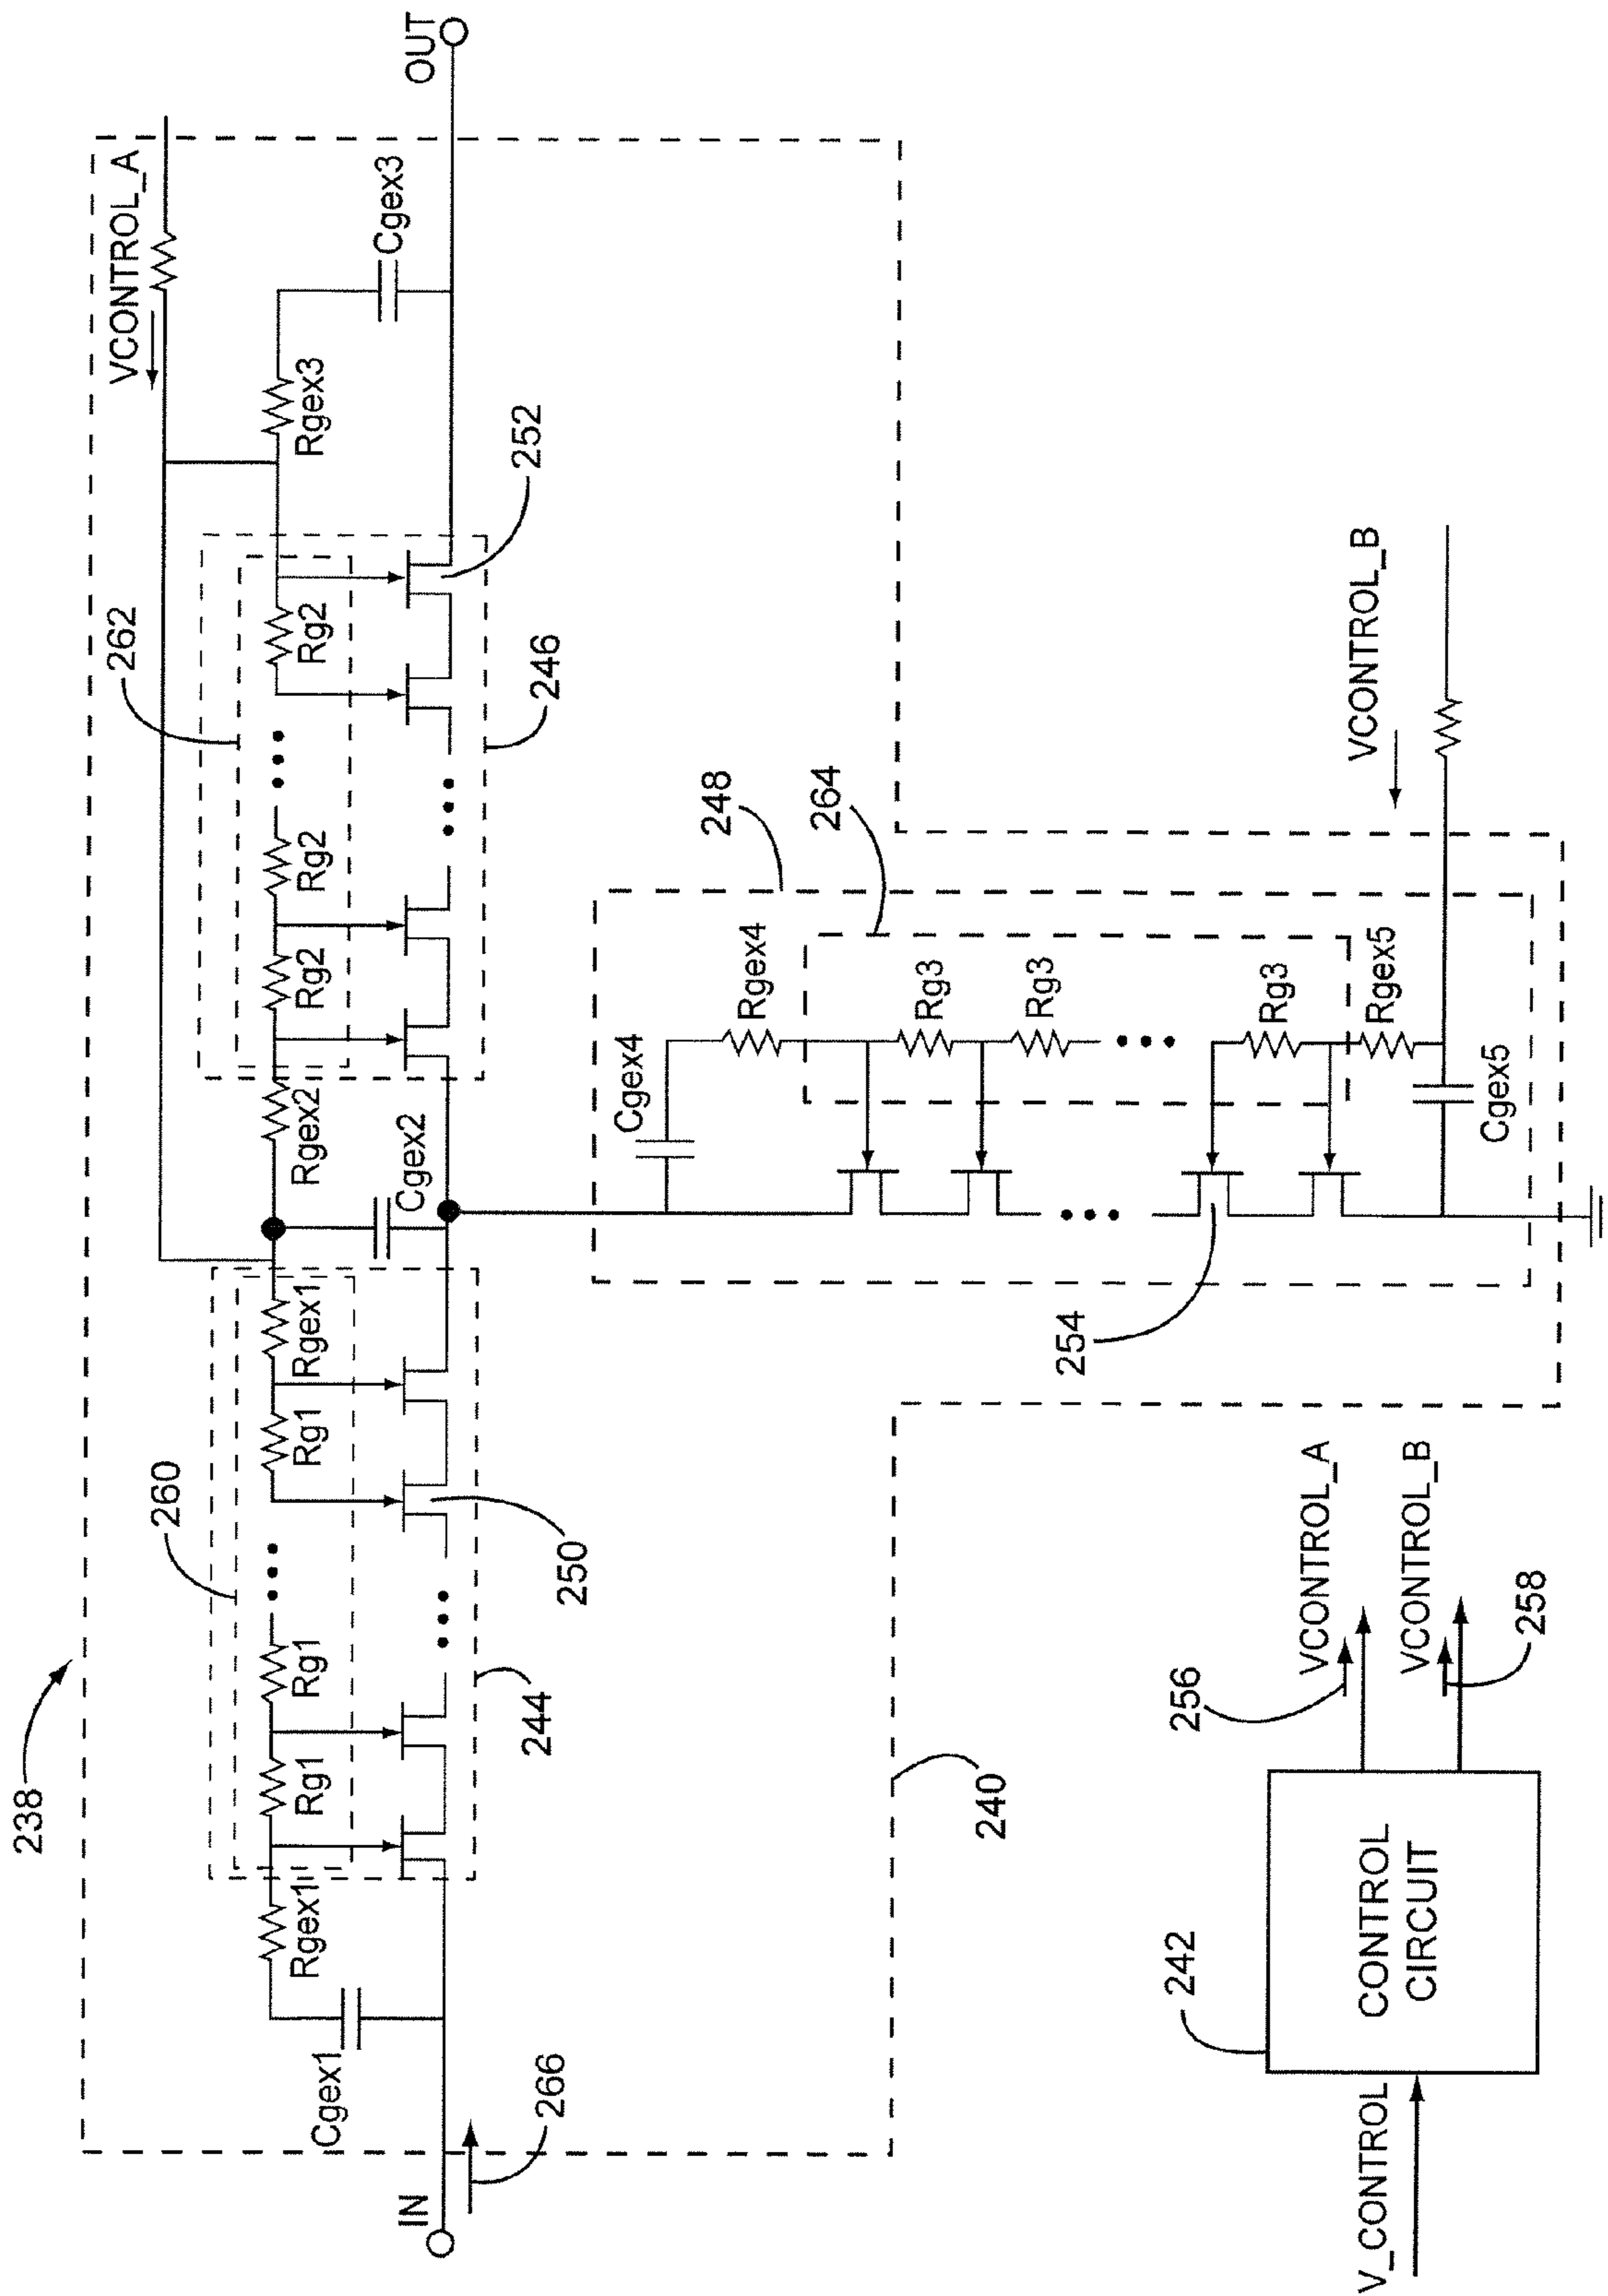 238
260
262
VCONTROL_A
OUT
Cgex1
Rgex1
Rg1
Rg1
Rg1
Rgex1
Rgex2
Rg2
Rg2
Rg2
Rgex3
Cgex3
IN
266
244
250
Cgex2
246
252
240
248
264
Cgex4
Rgex4
Rg3
Rg3
Rg3
Rgex5
Cgex5
254
VCONTROL_B
242
V_CONTROL
CONTROL
CIRCUIT
256
VCONTROL_A
VCONTROL_B
258